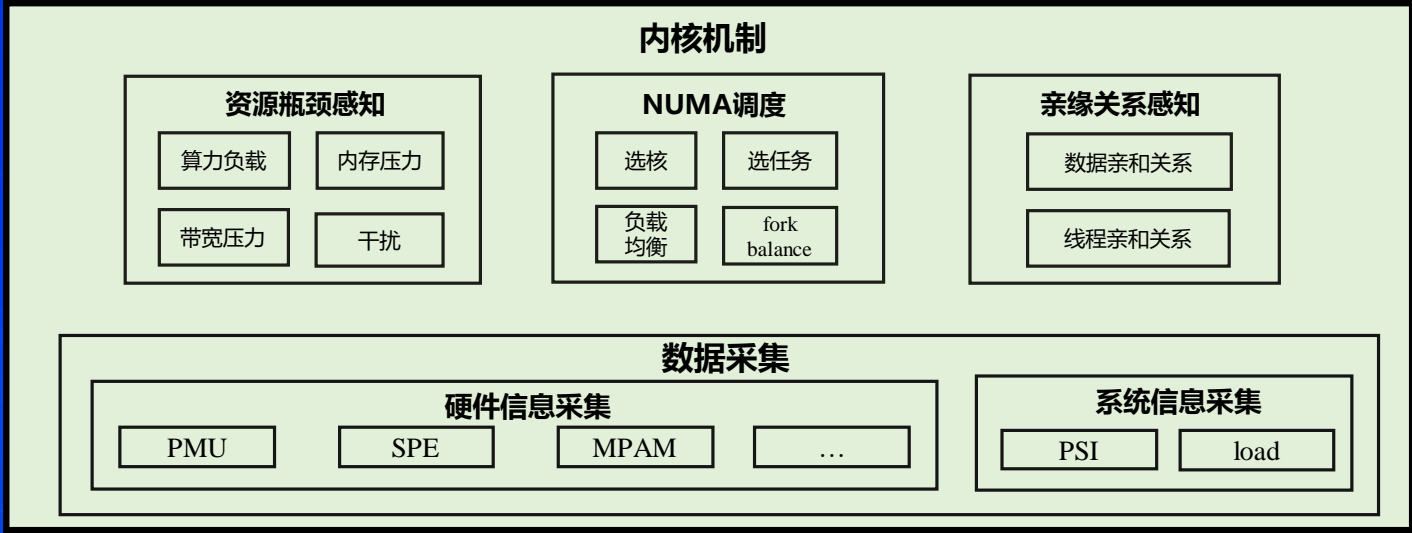 内核机制
资源瓶颈感知
算力负载
内存压力
带宽压力
干扰
NUMA调度
选核
选任务
负载
均衡
fork
balance
亲缘关系感知
数据亲和关系
线程亲和关系
数据采集
硬件信息采集
PMU
SPE
MPAM
…
系统信息采集
PSI
load